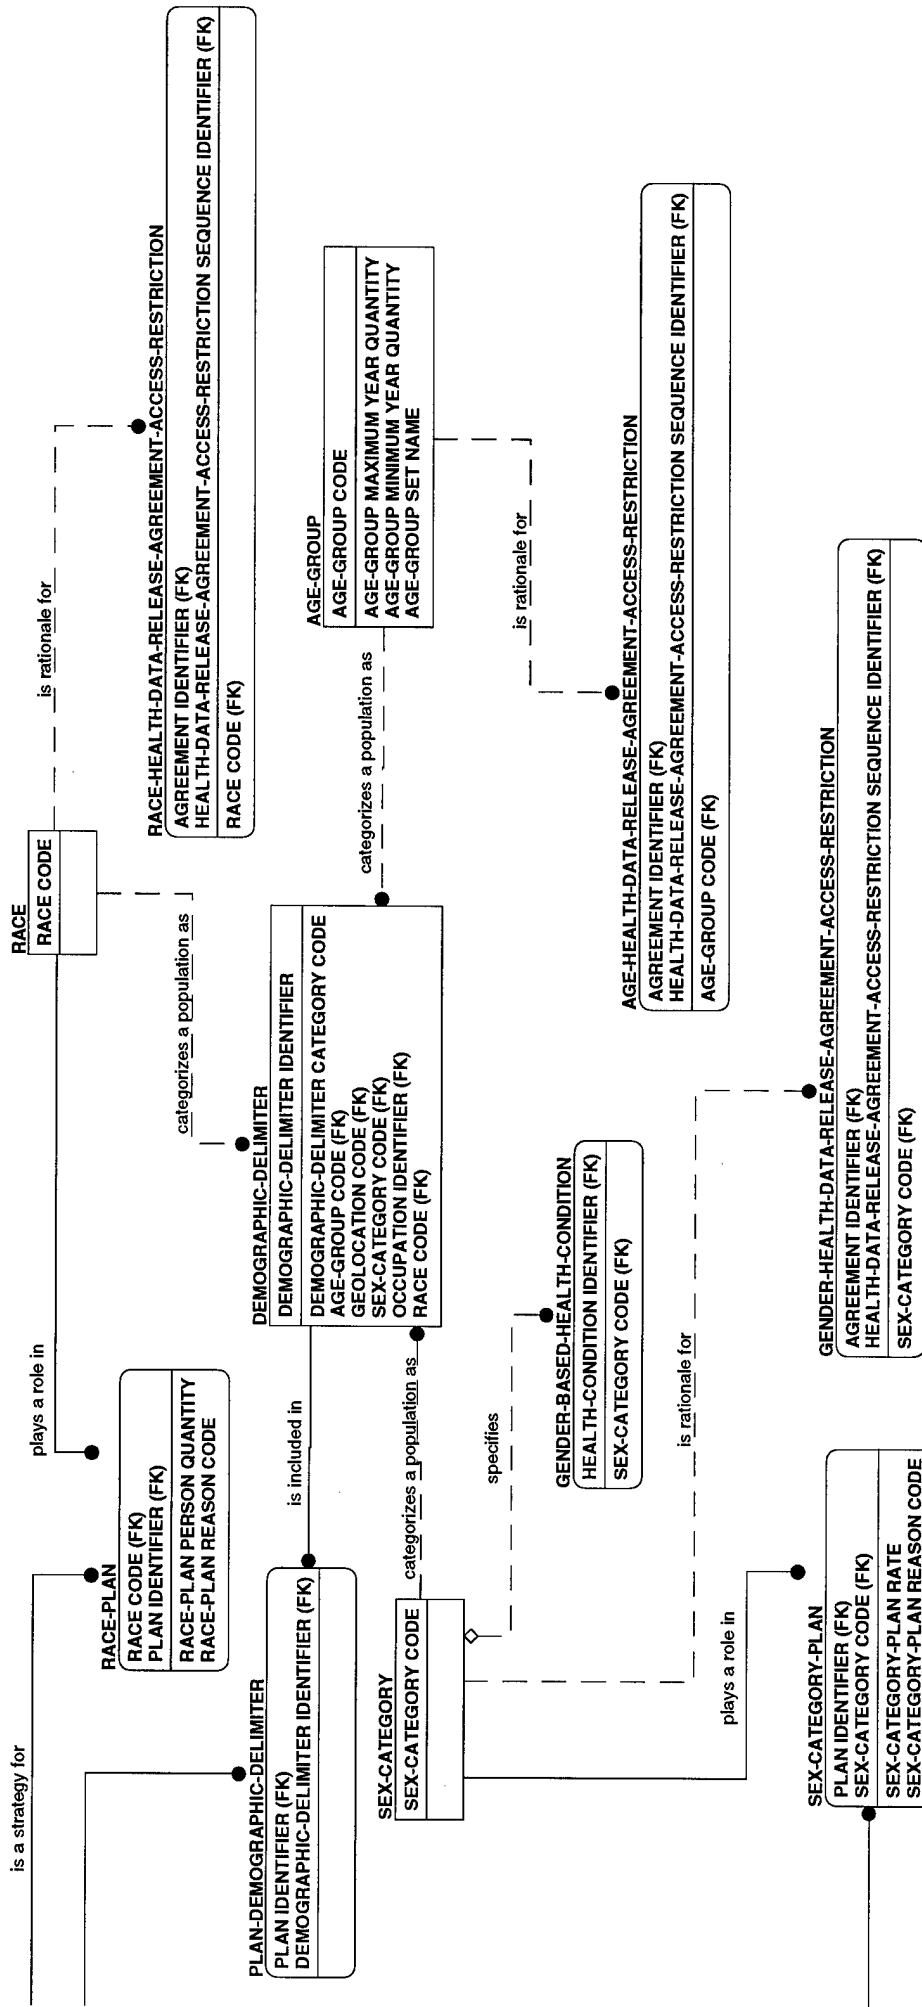 is a strategy for
RACE-PLAN
RACE CODE (FK)
PLAN IDENTIFIER (FK)
RACE-PLAN PERSON QUANTITY
RACE-PLAN REASON CODE
plays a role in
RACE
RACE CODE
is rationale for
RACE-HEALTH-DATA-RELEASE-AGREEMENT-ACCESS-RESTRICTION
AGREEMENT IDENTIFIER (FK)
HEALTH-DATA-RELEASE-AGREEMENT-ACCESS-RESTRICTION SEQUENCE IDENTIFIER (FK)
RACE CODE (FK)
categorizes a population as
PLAN-DEMOGRAPHIC-DELIMITER
PLAN IDENTIFIER (FK)
DEMOGRAPHIC-DELIMITER IDENTIFIER (FK)
is included in
DEMOGRAPHIC-DELIMITER
DEMOGRAPHIC-DELIMITER IDENTIFIER
DEMOGRAPHIC-DELIMITER CATEGORY CODE
AGE-GROUP CODE (FK)
GEOLOCATION CODE (FK)
SEX-CATEGORY CODE (FK)
OCCUPATION IDENTIFIER (FK)
RACE CODE (FK)
categorizes a population as
AGE-GROUP
AGE-GROUP CODE
AGE-GROUP MAXIMUM YEAR QUANTITY
AGE-GROUP MINIMUM YEAR QUANTITY
AGE-GROUP SET NAME
is rationale for
AGE-HEALTH-DATA-RELEASE-AGREEMENT-ACCESS-RESTRICTION
AGREEMENT IDENTIFIER (FK)
HEALTH-DATA-RELEASE-AGREEMENT-ACCESS-RESTRICTION SEQUENCE IDENTIFIER (FK)
AGE-GROUP CODE (FK)
SEX-CATEGORY
SEX-CATEGORY CODE
categorizes a population as
specifies
GENDER-BASED-HEALTH-CONDITION
HEALTH-CONDITION IDENTIFIER (FK)
SEX-CATEGORY CODE (FK)
is rationale for
GENDER-HEALTH-DATA-RELEASE-AGREEMENT-ACCESS-RESTRICTION
AGREEMENT IDENTIFIER (FK)
HEALTH-DATA-RELEASE-AGREEMENT-ACCESS-RESTRICTION SEQUENCE IDENTIFIER (FK)
SEX-CATEGORY CODE (FK)
plays a role in
SEX-CATEGORY-PLAN
PLAN IDENTIFIER (FK)
SEX-CATEGORY CODE (FK)
SEX-CATEGORY-PLAN RATE
SEX-CATEGORY-PLAN REASON CODE